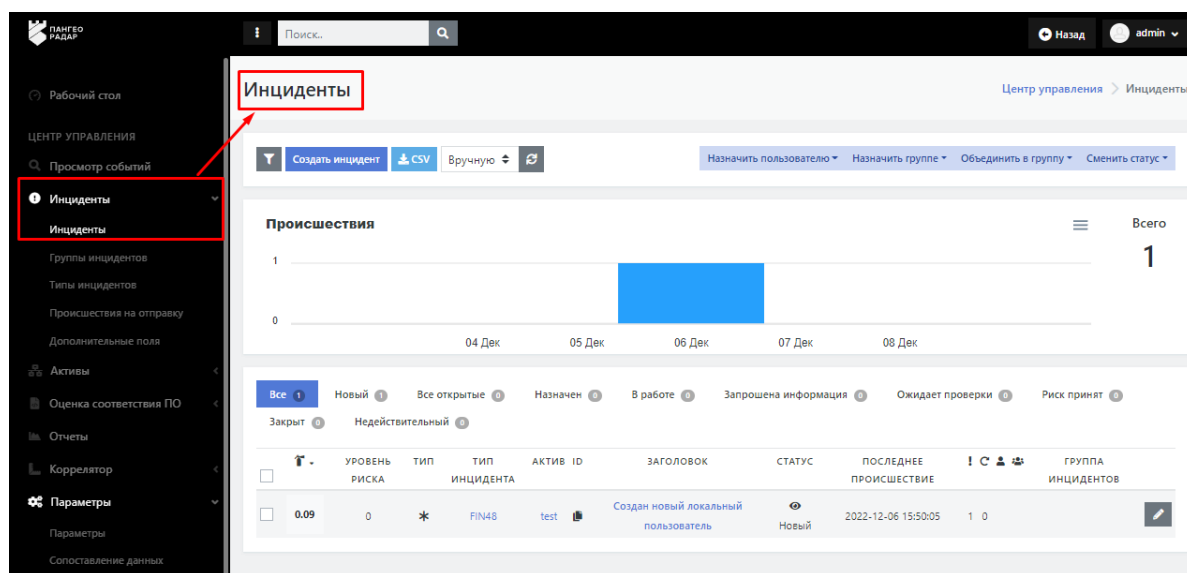 ПАНГЕО
РАДАР
Поиск..
Назад
admin
Рабочий стол
ЦЕНТР УПРАВЛЕНИЯ
Просмотр событий
Инциденты
Инциденты
Группы инцидентов
Типы инцидентов
Происшествия на отправку
Дополнительные поля
Активы
Оценка соответствия ПО
Отчеты
Коррелятор
Параметры
Параметры
Сопоставление данных
Инциденты
Центр управления > Инциденты
Создать инцидент CSV Вручную
Назначить пользователю Назначить группе Объединить в группу Сменить статус
Происшествия
Всего
1
1
0
04 Дек 05 Дек 06 Дек 07 Дек 08 Дек
Все 1 Новый 1 Все открытые 0 Назначен 0 В работе 0 Запрошена информация 0 Ожидает проверки 0 Риск принят 0
Закрыт 0 Недействительный 0
УРОВЕНЬ РИСКА ТИП ТИП ИНЦИДЕНТА АКТИВ ID ЗАГОЛОВОК СТАТУС ПОСЛЕДНЕЕ ПРОИСШЕСТВИЕ ГРУППА ИНЦИДЕНТОВ
0.09 0 FIN48 test Создан новый локальный пользователь Новый 2022-12-06 15:50:05 1 0